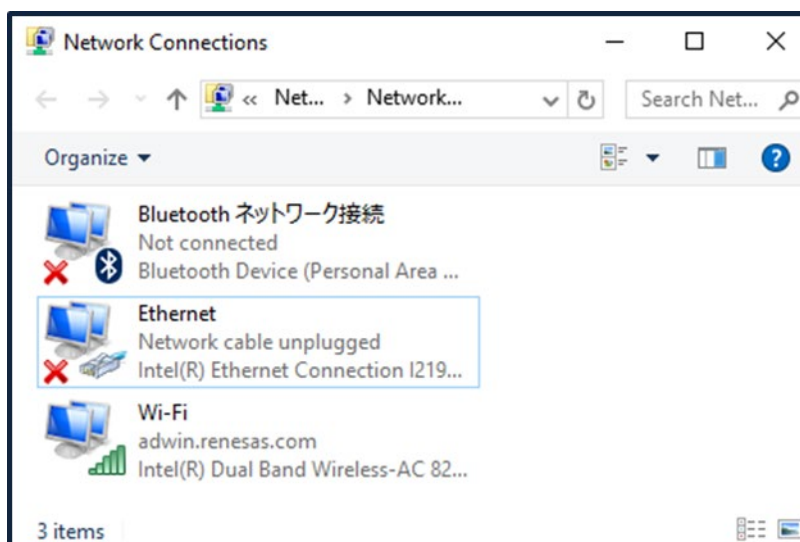 Network Connections
« Net... › Network...
Search Net...
Organize
?
Bluetooth ネットワーク接続
Not connected
Bluetooth Device (Personal Area ...
Ethernet
Network cable unplugged
Intel(R) Ethernet Connection I219...
Wi-Fi
adwin.renesas.com
Intel(R) Dual Band Wireless-AC 82...
3 items